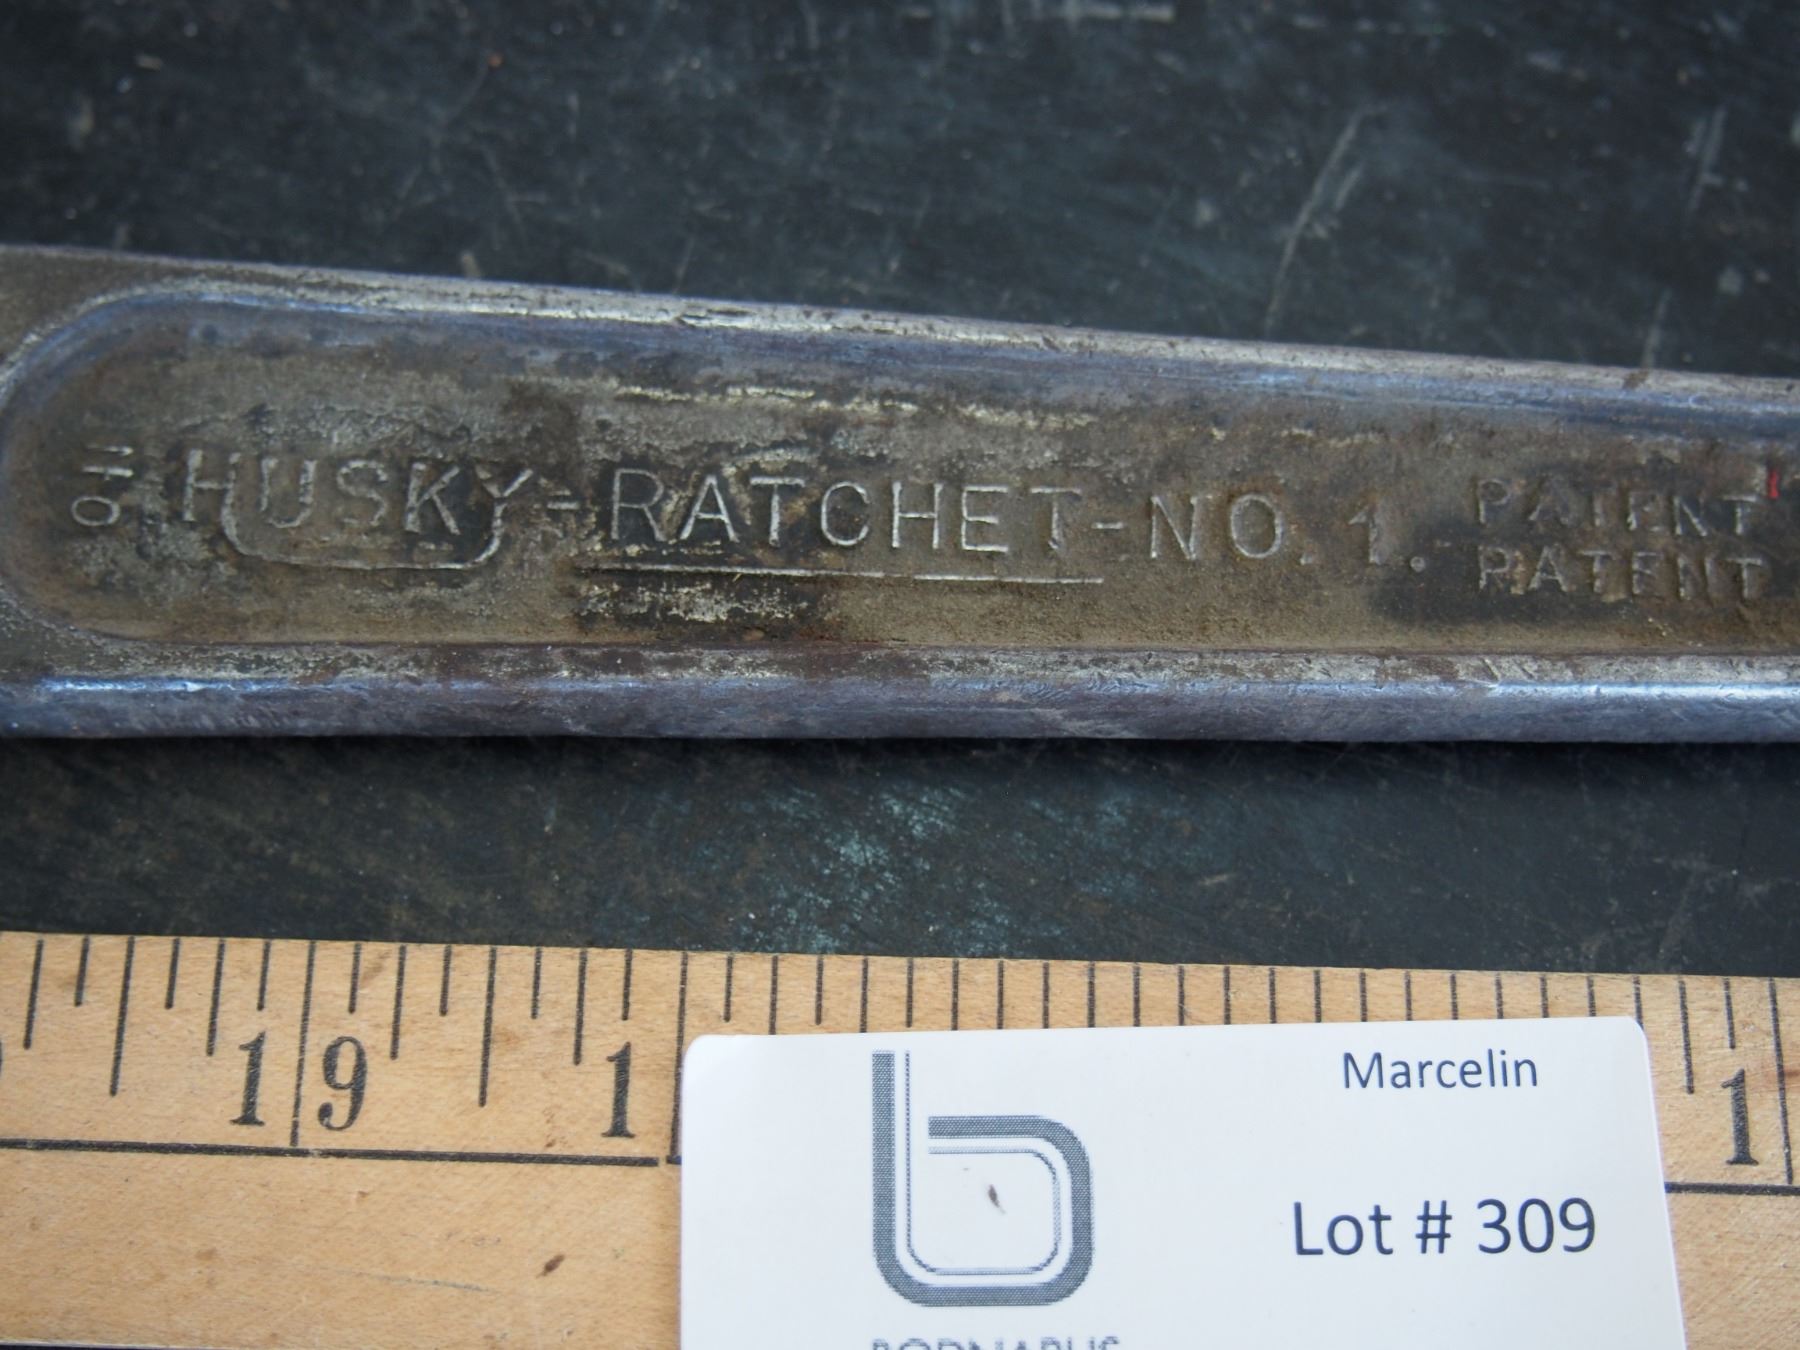 HUSKY-RATCHET-NO. 1.
PATENT
PATENT
19
1
1
Marcelin
Lot # 309